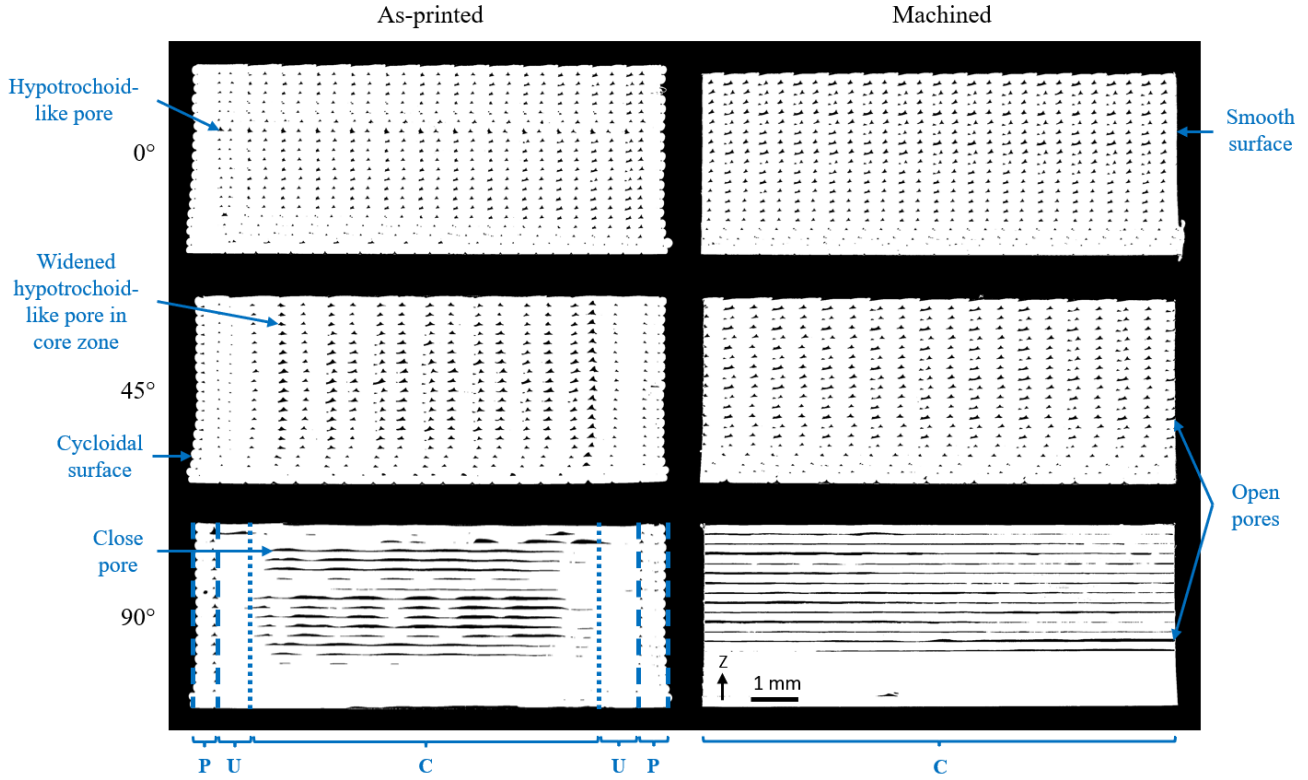 As-printed
Machined
Hypotrochoid-
like pore
0°
Smooth
surface
Widened
hypotrochoid-
like pore in
core zone
45°
Cycloidal
surface
Open
pores
Close
pore
90°
Z
1 mm
P
U
C
U
P
C